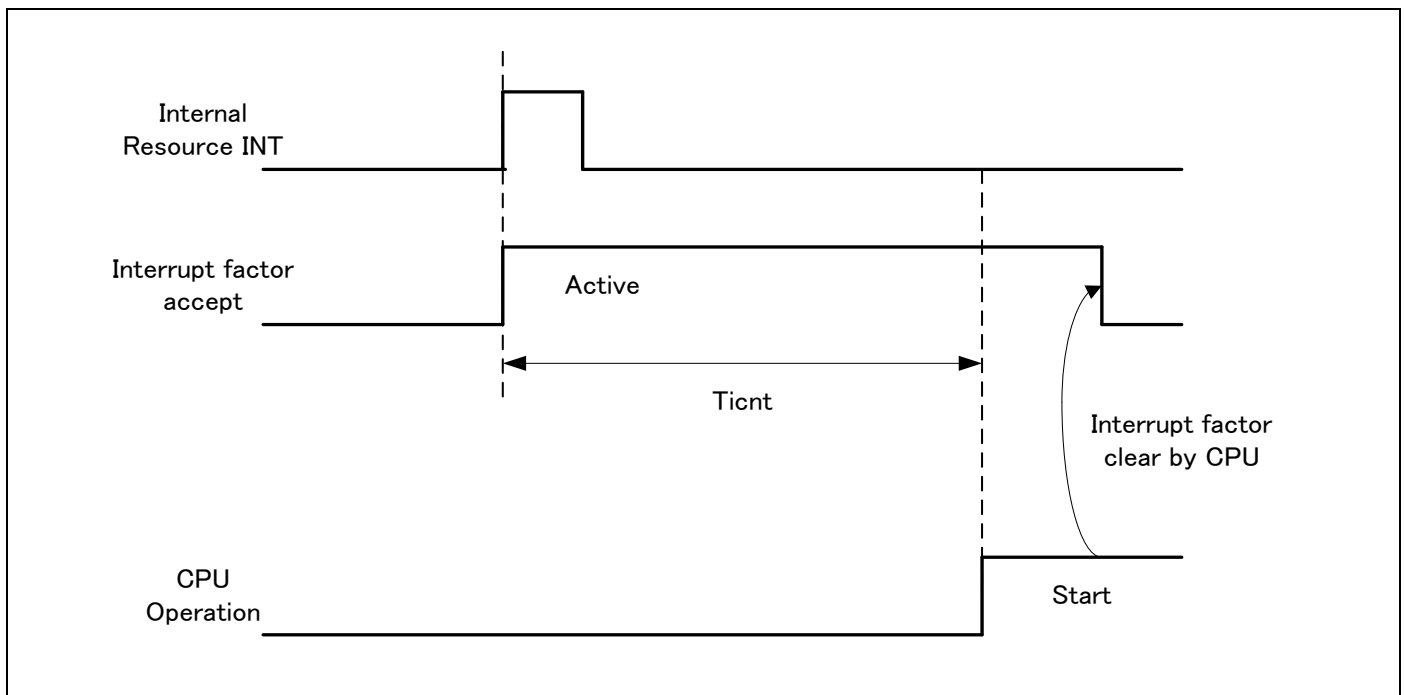 Internal
Resource INT
Interrupt factor
accept
Active
Ticnt
Interrupt factor
clear by CPU
CPU
Operation
Start